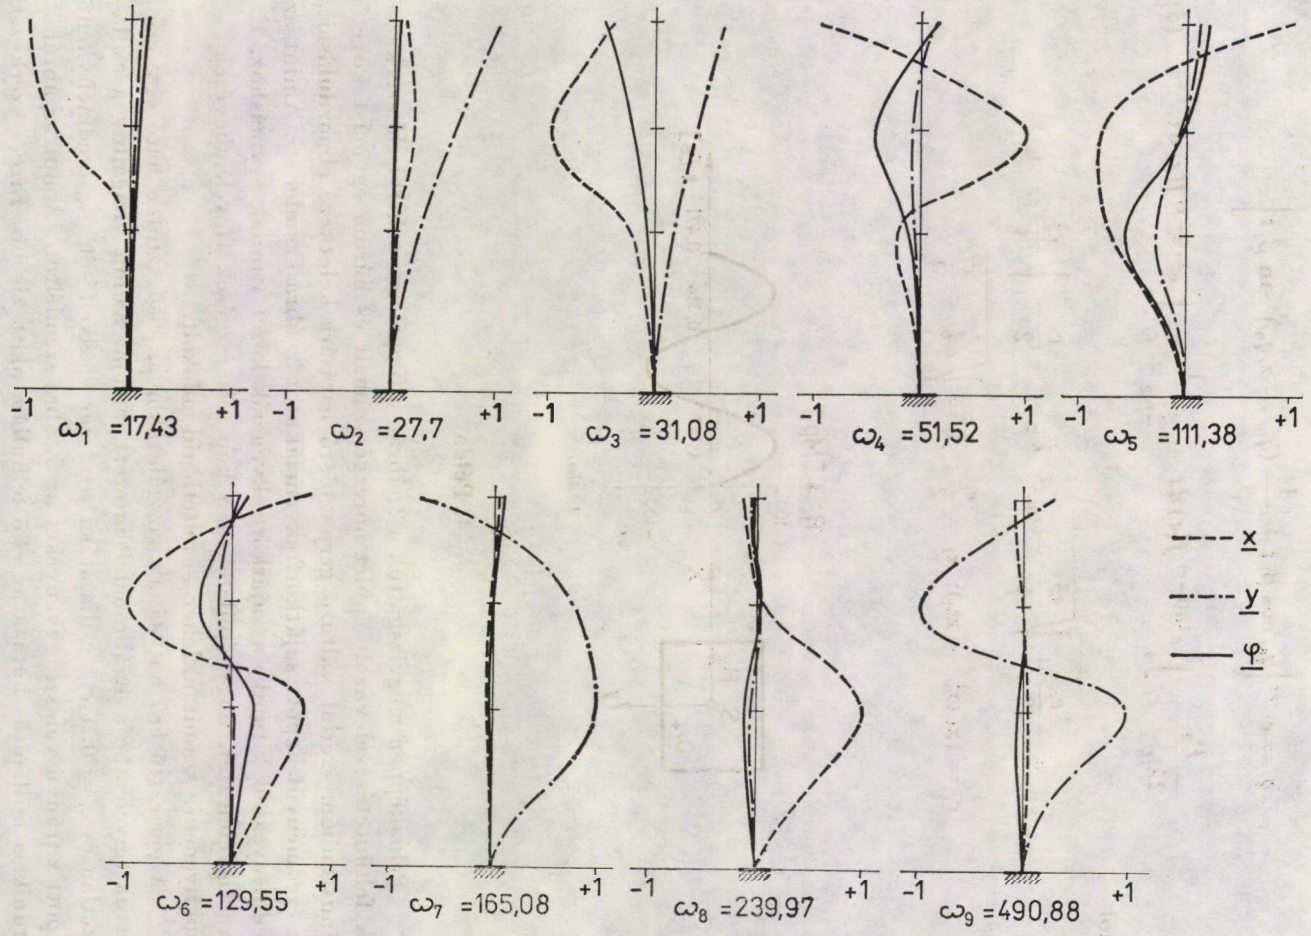 -1 +1 -1 +1 -1 +1 -1 +1 -1 +1
ω₁ =17,43
ω₂ =27,7
ω₃ =31,08
ω₄ =51,52
ω₅ =111,38
x
y
φ
-1 +1 -1 +1 -1 +1 -1 +1
ω₆ =129,55
ω₇ =165,08
ω₈ =239,97
ω₉ =490,88